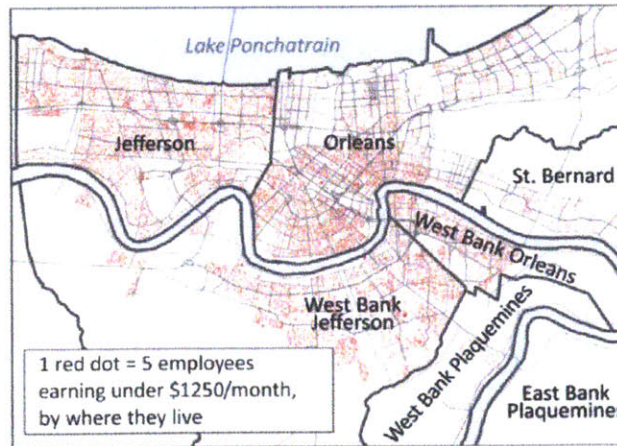 Lake Ponchatrain
Jefferson
Orleans
St. Bernard
West Bank Orleans
West Bank
Jefferson
West Bank Plaquemines
East Bank
Plaquemines
1 red dot = 5 employees
earning under $1250/month,
by where they live